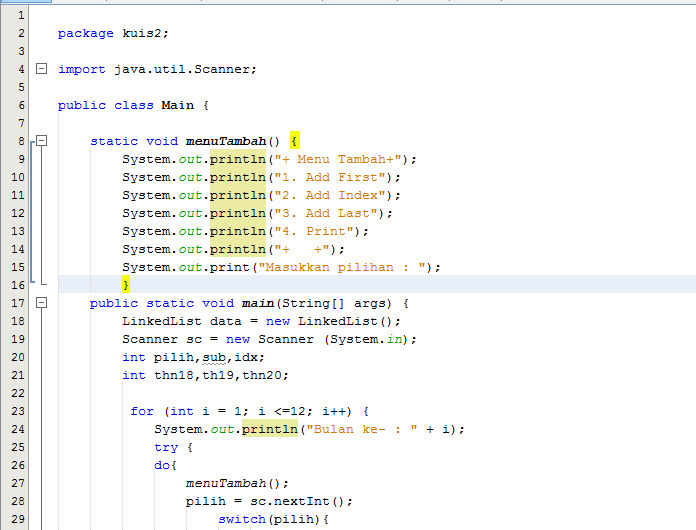 1
2 package kuis2;
3
4 import java.util.Scanner;
5
6 public class Main {
7
8 static void menuTambah() {
9 System.out.println("+ Menu Tambah+");
10 System.out.println("1. Add First");
11 System.out.println("2. Add Index");
12 System.out.println("3. Add Last");
13 System.out.println("4. Print");
14 System.out.println("+   +");
15 System.out.print("Masukkan pilihan : ");
16 }
17 public static void main(String[] args) {
18 LinkedList data = new LinkedList();
19 Scanner sc = new Scanner (System.in);
20 int pilih,sub,idx;
21 int thn18,th19,thn20;
22
23 for (int i = 1; i <=12; i++) {
24 System.out.println("Bulan ke- : " + i);
25 try {
26 do{
27 menuTambah();
28 pilih = sc.nextInt();
29 switch(pilih){